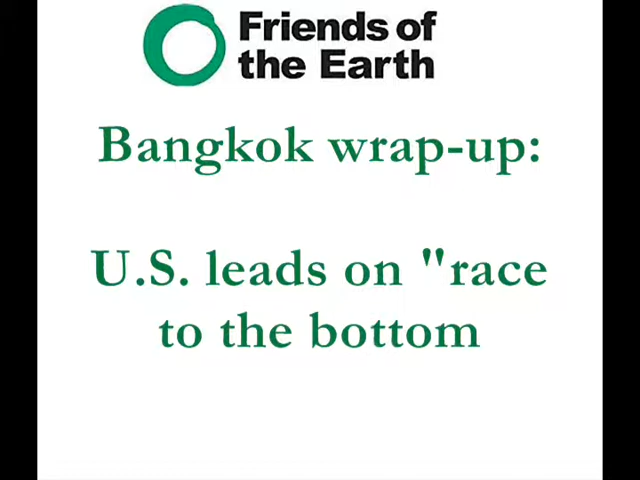 Friends of
the Earth
Bangkok wrap-up:
U.S. leads on "race
to the bottom